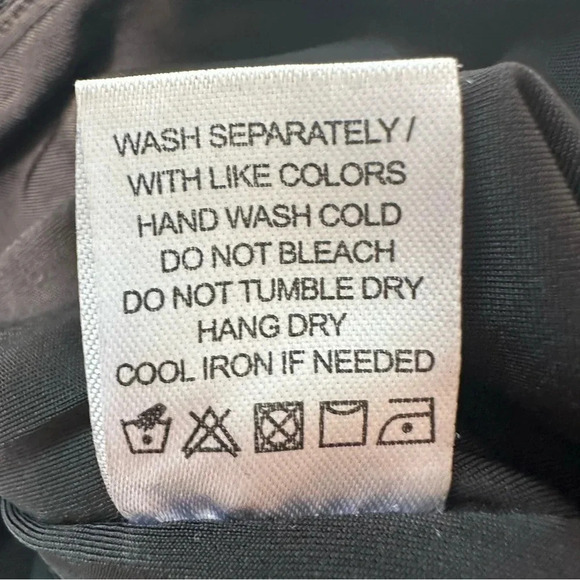 WASH SEPARATELY /
WITH LIKE COLORS
HAND WASH COLD
DO NOT BLEACH
DO NOT TUMBLE DRY
HANG DRY
COOL IRON IF NEEDED